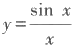 y = sin x / x